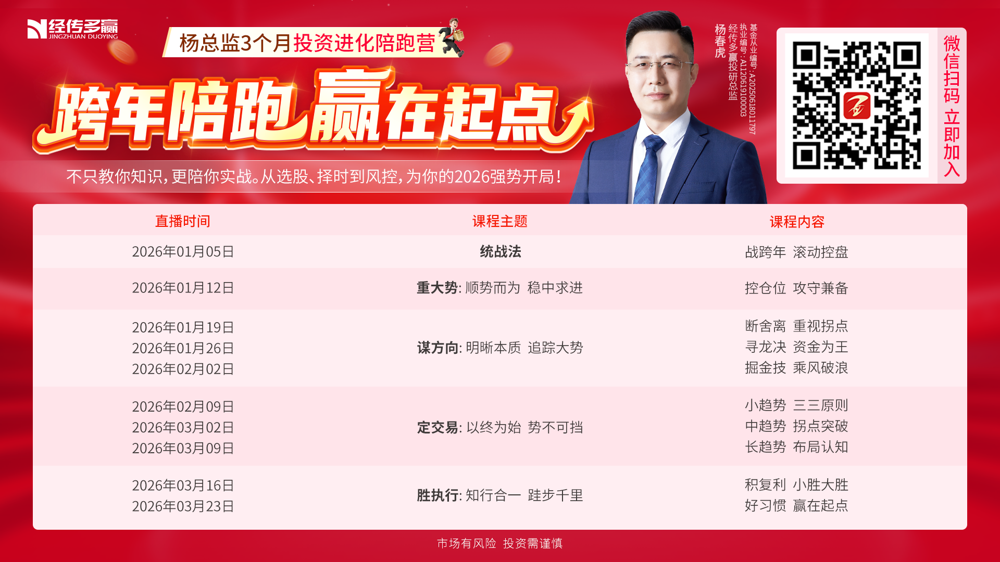 经传多赢
JINGZHUAN DUOYING
杨总监3个月投资进化陪跑营
跨年陪跑 赢在起点
不只教你知识，更陪你实战。从选股、择时到风控，为你的2026强势开局！
杨春虎
经传多赢投研总监
执业编号：A1120619100003
基金从业编号：A20250618011797
微信扫码 立即加入
直播时间 课程主题 课程内容
2026年01月05日 统战法 战跨年 滚动控盘
2026年01月12日 重大势：顺势而为 稳中求进 控仓位 攻守兼备
2026年01月19日
2026年01月26日
2026年02月02日
谋方向：明晰本质 追踪大势
断舍离 重视拐点
寻龙决 资金为王
掘金技 乘风破浪
2026年02月09日
2026年03月02日
2026年03月09日
定交易：以终为始 势不可挡
小趋势 三三原则
中趋势 拐点突破
长趋势 布局认知
2026年03月16日
2026年03月23日
胜执行：知行合一 跬步千里
积复利 小胜大胜
好习惯 赢在起点
市场有风险 投资需谨慎